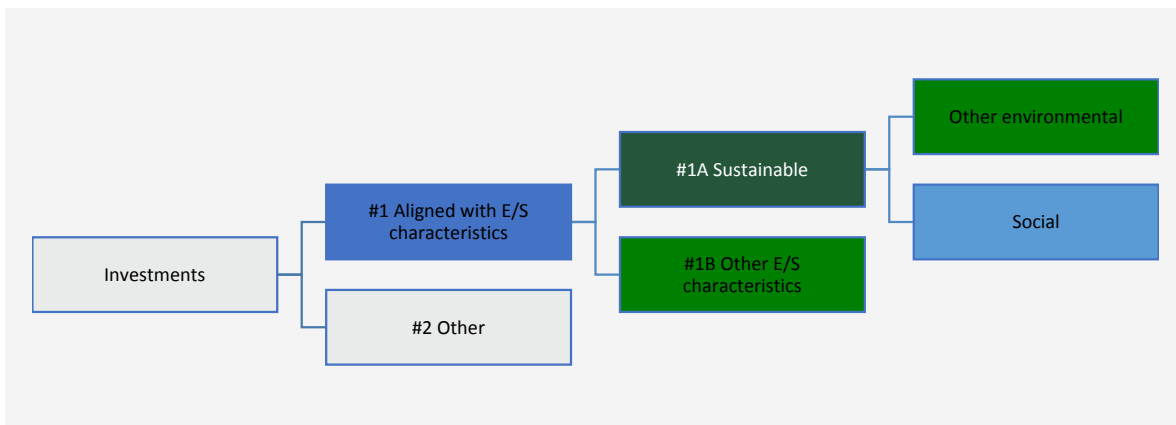 Investments
#1 Aligned with E/S
characteristics
#2 Other
#1A Sustainable
#1B Other E/S
characteristics
Other environmental
Social